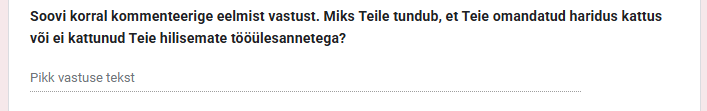 Soovi korral kommenteerige eelmist vastust. Miks Teile tundub, et Teie omandatud haridus kattus
või ei kattunud Teie hilisemate tööülesannetega?
Pikk vastuse tekst